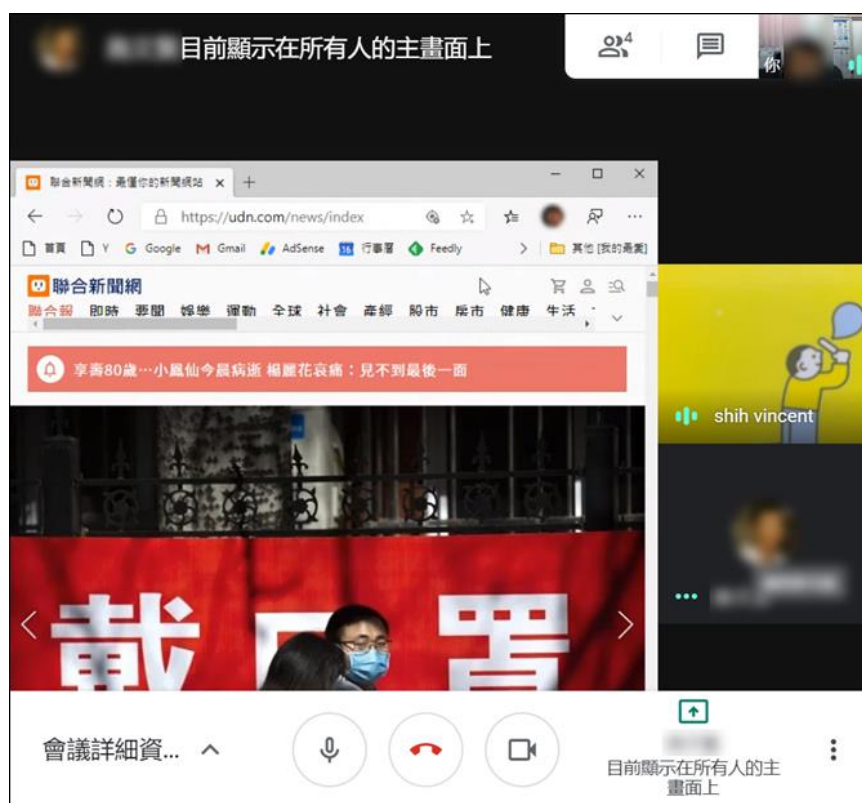 目前顯示在所有人的主畫面上
4
你
聯合新聞網：最懂你的新聞網站
https://udn.com/news/index
首頁 Y Google Gmail AdSense 16 行事曆 Feedly 其他 [我的最愛]
聯合新聞網
聯合報 即時 要聞 娛樂 運動 全球 社會 產經 股市 房市 健康 生活
享壽80歲…小鳳仙今晨病逝 楊麗花哀痛：見不到最後一面
shih vincent
戴口罩
會議詳細資...
目前顯示在所有人的主
畫面上